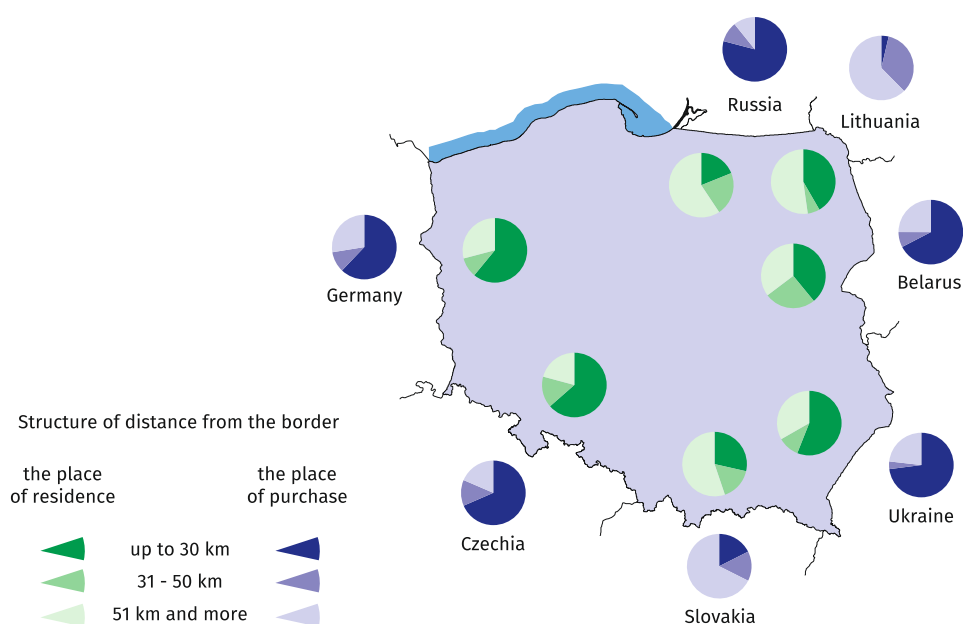 Russia
Lithuania
Belarus
Germany
Structure of distance from the border
the place
of residence
the place
of purchase
Ukraine
Czechia
up to 30 km
31 - 50 km
51 km and more
Slovakia